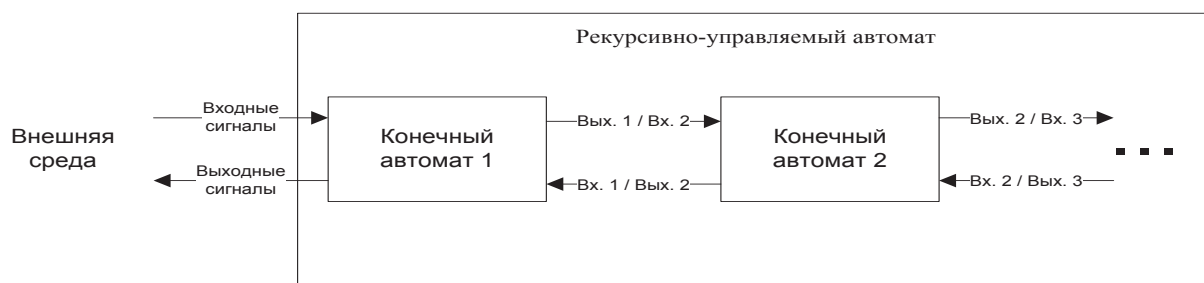 Рекурсивно-управляемый автомат
Внешняя
среда
Входные
сигналы
Выходные
сигналы
Конечный
автомат 1
Вых. 1 / Вх. 2
Вх. 1 / Вых. 2
Конечный
автомат 2
Вых. 2 / Вх. 3
Вх. 2 / Вых. 3